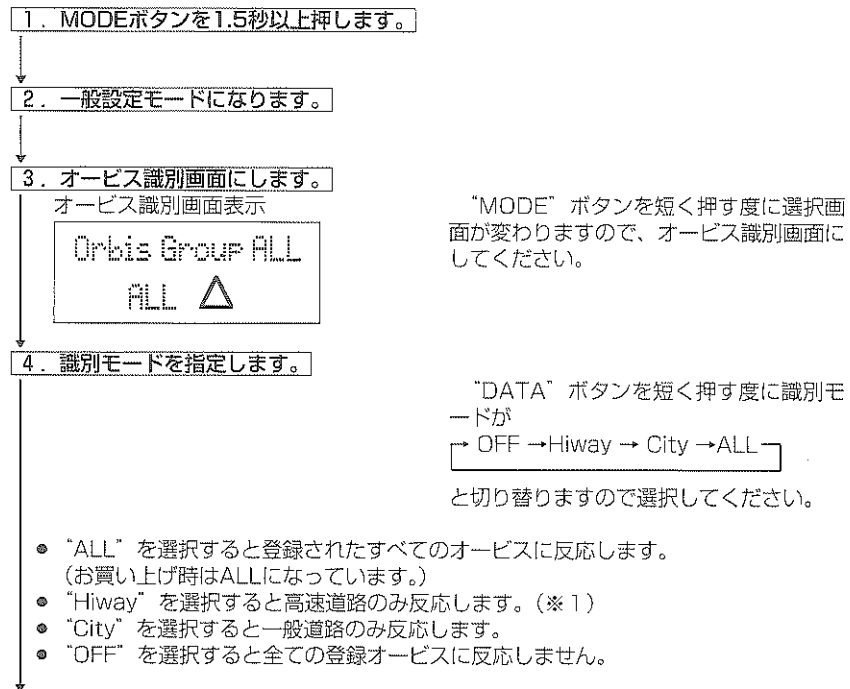 1. MODEボタンを1.5秒以上押します。
2. 一般設定モードになります。
3. オービス識別画面にします。
オービス識別画面表示
Orbis Group ALL
ALL △
“MODE”ボタンを短く押す度に選択画
面が変わりますので、オービス識別画面に
してください。
4. 識別モードを指定します。
“DATA”ボタンを短く押す度に識別モ
ードが
→ OFF →Hiway → City →ALL
と切り替りますので選択してください。
● “ALL”を選択すると登録されたすべてのオービスに反応します。
(お買い上げ時はALLになっています。)
● “Hiway”を選択すると高速道路のみ反応します。(※1)
● “City”を選択すると一般道路のみ反応します。
● “OFF”を選択すると全ての登録オービスに反応しません。